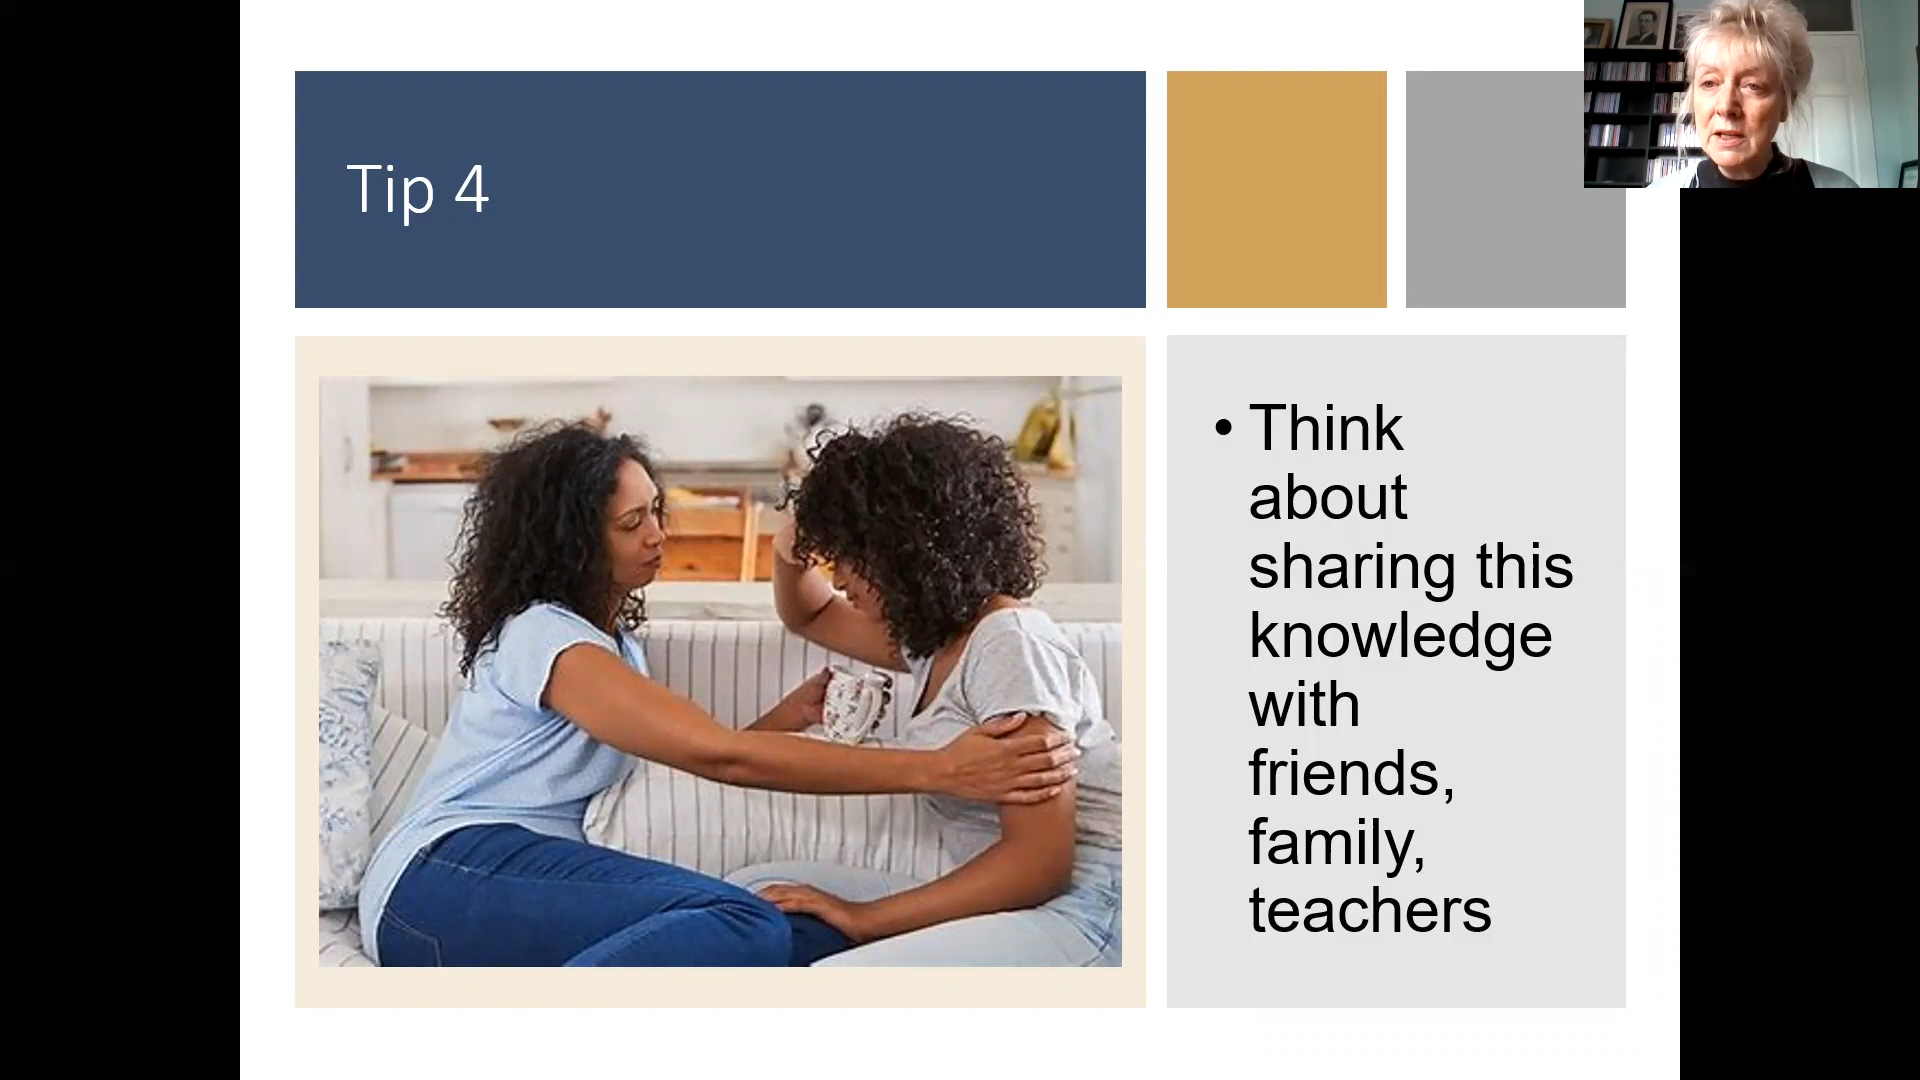 Tip 4
• Think
about
sharing this
knowledge
with
friends,
family,
teachers